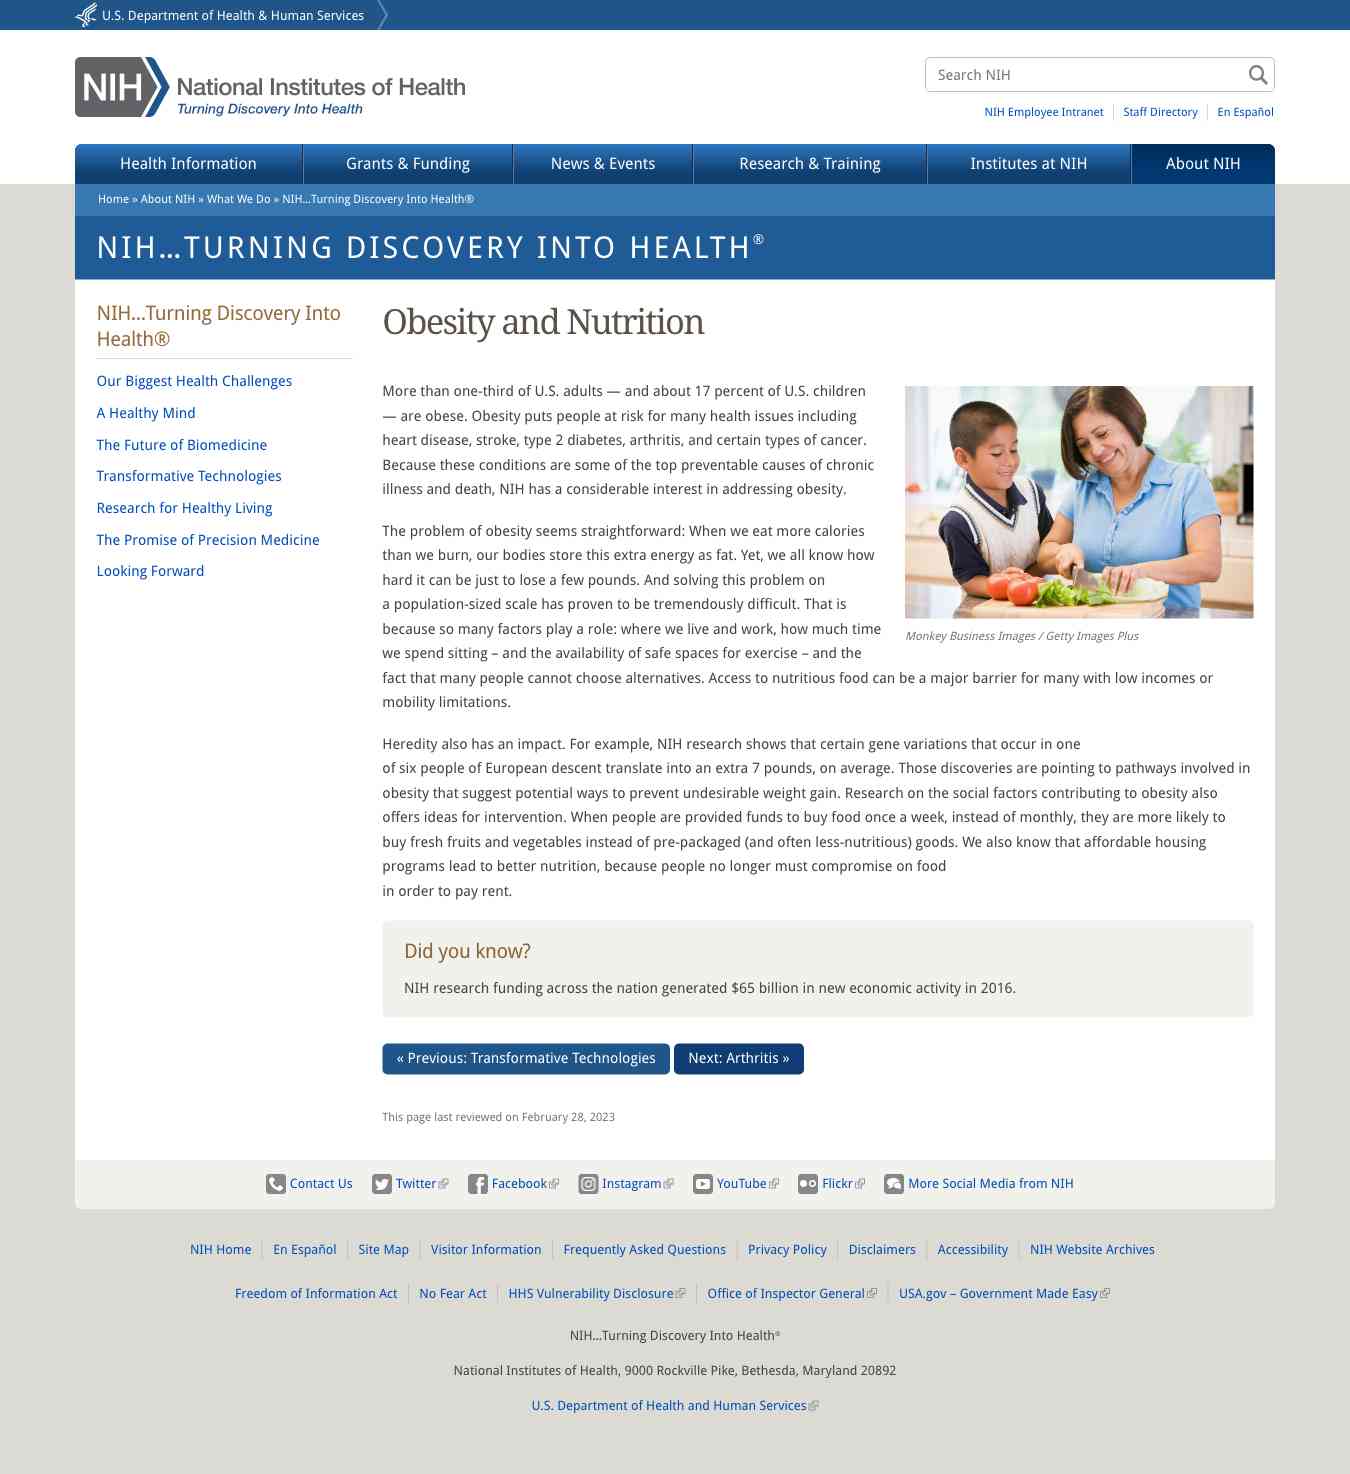 U.S. Department of Health & Human Services
NIH
National Institutes of Health
Turning Discovery Into Health
Search NIH
NIH Employee Intranet
Staff Directory
En Español
Health Information
Grants & Funding
News & Events
Research & Training
Institutes at NIH
About NIH
Home » About NIH » What We Do » NIH…Turning Discovery Into Health®
NIH…TURNING DISCOVERY INTO HEALTH®
NIH…Turning Discovery Into
Health®
Our Biggest Health Challenges
A Healthy Mind
The Future of Biomedicine
Transformative Technologies
Research for Healthy Living
The Promise of Precision Medicine
Looking Forward
Obesity and Nutrition
More than one-third of U.S. adults — and about 17 percent of U.S. children
— are obese. Obesity puts people at risk for many health issues including
heart disease, stroke, type 2 diabetes, arthritis, and certain types of cancer.
Because these conditions are some of the top preventable causes of chronic
illness and death, NIH has a considerable interest in addressing obesity.
The problem of obesity seems straightforward: When we eat more calories
than we burn, our bodies store this extra energy as fat. Yet, we all know how
hard it can be just to lose a few pounds. And solving this problem on
a population-sized scale has proven to be tremendously difficult. That is
because so many factors play a role: where we live and work, how much time
we spend sitting – and the availability of safe spaces for exercise – and the
fact that many people cannot choose alternatives. Access to nutritious food can be a major barrier for many with low incomes or
mobility limitations.
Monkey Business Images / Getty Images Plus
Heredity also has an impact. For example, NIH research shows that certain gene variations that occur in one
of six people of European descent translate into an extra 7 pounds, on average. Those discoveries are pointing to pathways involved in
obesity that suggest potential ways to prevent undesirable weight gain. Research on the social factors contributing to obesity also
offers ideas for intervention. When people are provided funds to buy food once a week, instead of monthly, they are more likely to
buy fresh fruits and vegetables instead of pre-packaged (and often less-nutritious) goods. We also know that affordable housing
programs lead to better nutrition, because people no longer must compromise on food
in order to pay rent.
Did you know?
NIH research funding across the nation generated $65 billion in new economic activity in 2016.
« Previous: Transformative Technologies
Next: Arthritis »
This page last reviewed on February 28, 2023
Contact Us
Twitter
Facebook
Instagram
YouTube
Flickr
More Social Media from NIH
NIH Home
En Español
Site Map
Visitor Information
Frequently Asked Questions
Privacy Policy
Disclaimers
Accessibility
NIH Website Archives
Freedom of Information Act
No Fear Act
HHS Vulnerability Disclosure
Office of Inspector General
USA.gov – Government Made Easy
NIH…Turning Discovery Into Health®
National Institutes of Health, 9000 Rockville Pike, Bethesda, Maryland 20892
U.S. Department of Health and Human Services